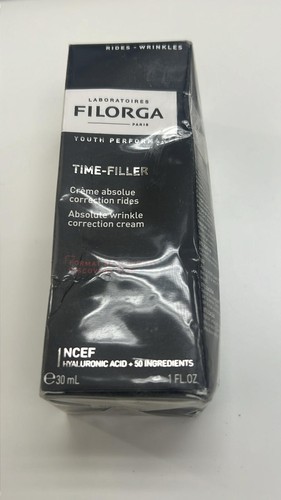 RIDES - WRINKLES
LABORATOIRES
FILORGA
PARIS
YOUTH
TIME-FILLER
Crème absolue
correction rides
Absolute wrinkle
correction cream
NCEF
HYALURONIC ACID + 50 INGREDIENTS
℮30 mL 1 FL.OZ